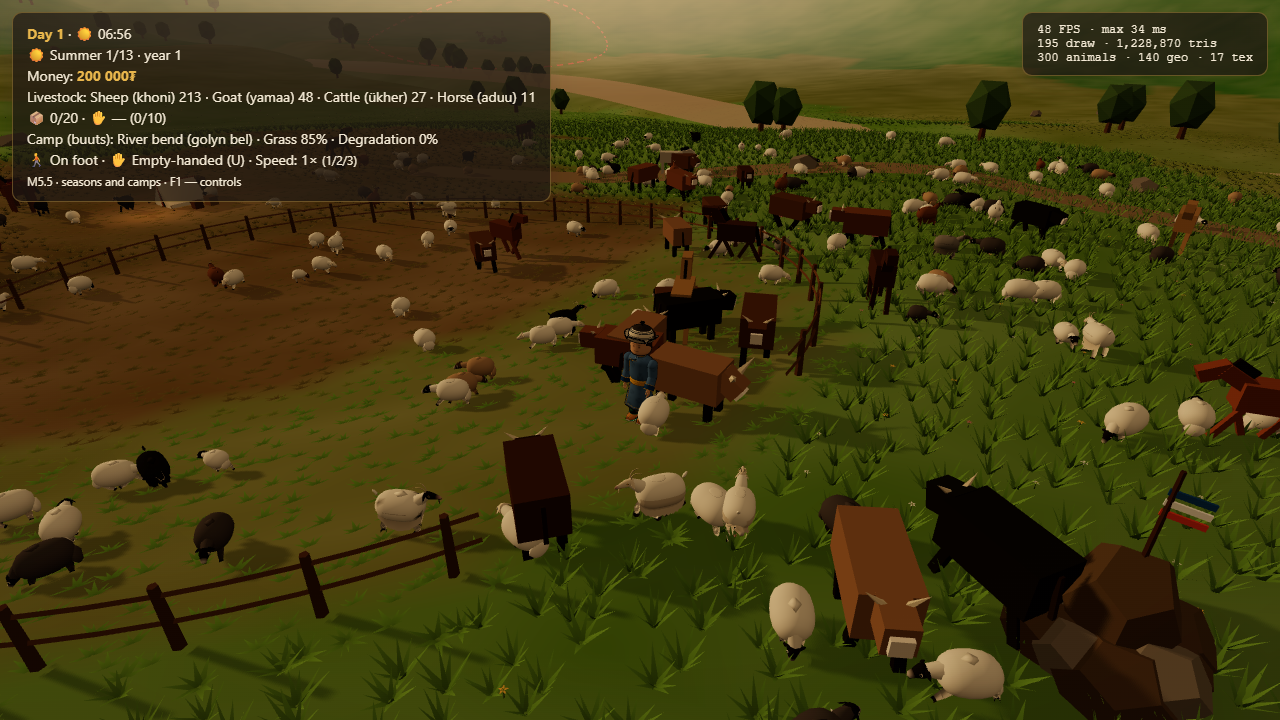 Day 1 · 06:56
Summer 1/13 · year 1
Money: 200 000₮
Livestock: Sheep (khoni) 213 · Goat (yamaa) 48 · Cattle (ükher) 27 · Horse (aduu) 11
0/20 · — (0/10)
Camp (buuts): River bend (golyn bel) · Grass 85% · Degradation 0%
On foot · Empty-handed (U) · Speed: 1× (1/2/3)
M5.5 · seasons and camps · F1 — controls
48 FPS · max 34 ms
195 draw · 1,228,870 tris
300 animals · 140 geo · 17 tex